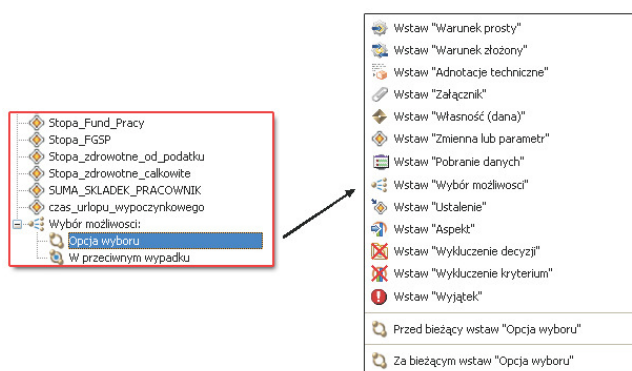 Stopa_Fund_Pracy
Stopa_FGSP
Stopa_zdrowotne_od_podatku
Stopa_zdrowotne_calkowite
SUMA_SKLADEK_PRACOWNIK
czas_urlopu_wypoczynkowego
Wybór możliwosci:
Opcja wyboru
W przeciwnym wypadku
Wstaw "Warunek prosty"
Wstaw "Warunek złożony"
Wstaw "Adnotacje techniczne"
Wstaw "Załącznik"
Wstaw "Własność (dana)"
Wstaw "Zmienna lub parametr"
Wstaw "Pobranie danych"
Wstaw "Wybór możliwosci"
Wstaw "Ustalenie"
Wstaw "Aspekt"
Wstaw "Wykluczenie decyzji"
Wstaw "Wykluczenie kryterium"
Wstaw "Wyjątek"
Przed bieżący wstaw "Opcja wyboru"
Za bieżącym wstaw "Opcja wyboru"